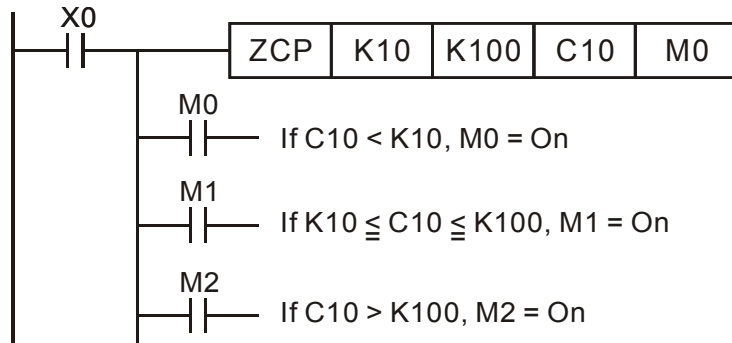 X0
ZCP K10 K100 C10 M0
M0
If C10 < K10, M0 = On
M1
If K10 ≦ C10 ≦ K100, M1 = On
M2
If C10 > K100, M2 = On